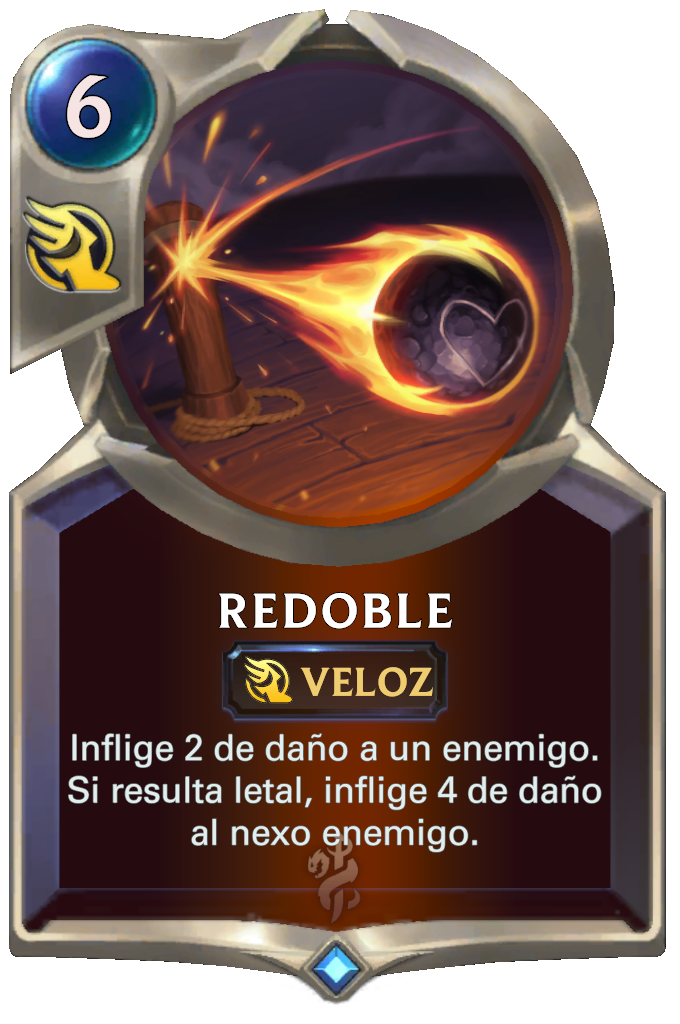 6
REDOBLE
VELOZ
Inflige 2 de daño a un enemigo.
Si resulta letal, inflige 4 de daño
al nexo enemigo.